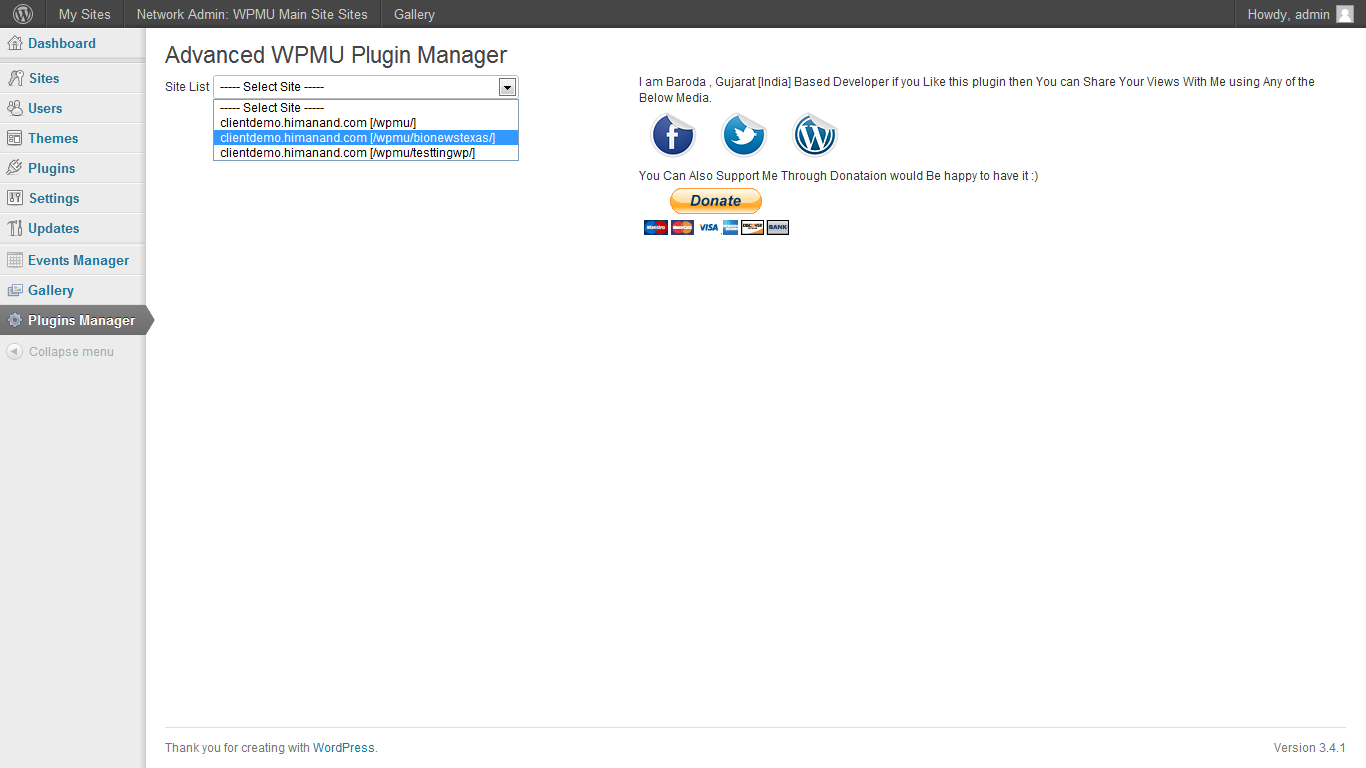 My Sites
Network Admin: WPMU Main Site Sites
Gallery
Howdy, admin
Dashboard
Sites
Users
Themes
Plugins
Settings
Updates
Events Manager
Gallery
Plugins Manager
Collapse menu
Advanced WPMU Plugin Manager
Site List
----- Select Site -----
----- Select Site -----
clientdemo.himanand.com [/wpmu/]
clientdemo.himanand.com [/wpmu/bionewstexas/]
clientdemo.himanand.com [/wpmu/testtingwp/]
I am Baroda , Gujarat [India] Based Developer if you Like this plugin then You can Share Your Views With Me using Any of the
Below Media.
You Can Also Support Me Through Donataion would Be happy to have it :)
Donate
Maestro
MasterCard
VISA
DISCOVER
BANK
Thank you for creating with WordPress.
Version 3.4.1